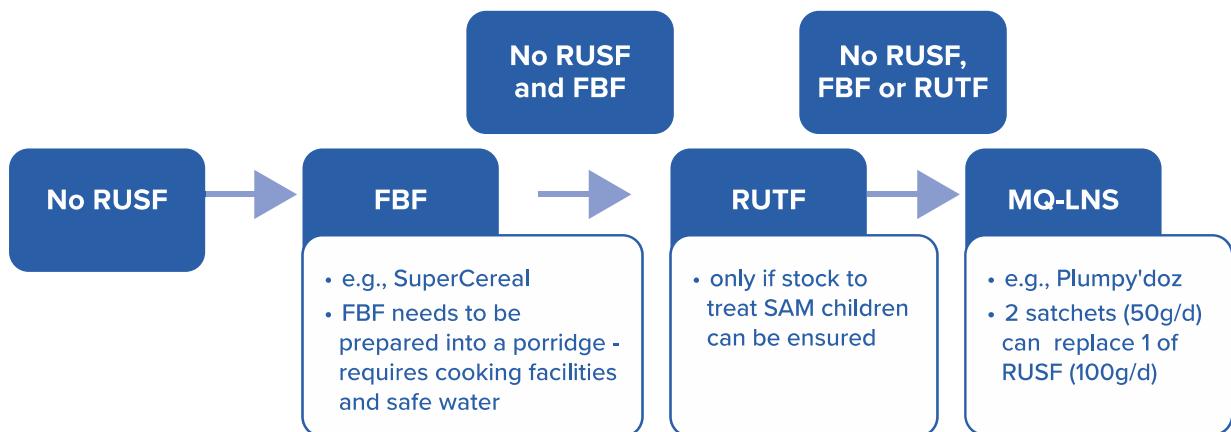 No RUSF
and FBF
No RUSF,
FBF or RUTF
No RUSF
FBF
RUTF
MQ-LNS
• e.g., SuperCereal
• FBF needs to be
prepared into a porridge -
requires cooking facilities
and safe water
• only if stock to
treat SAM children
can be ensured
• e.g., Plumpy'doz
• 2 satchets (50g/d)
can replace 1 of
RUSF (100g/d)